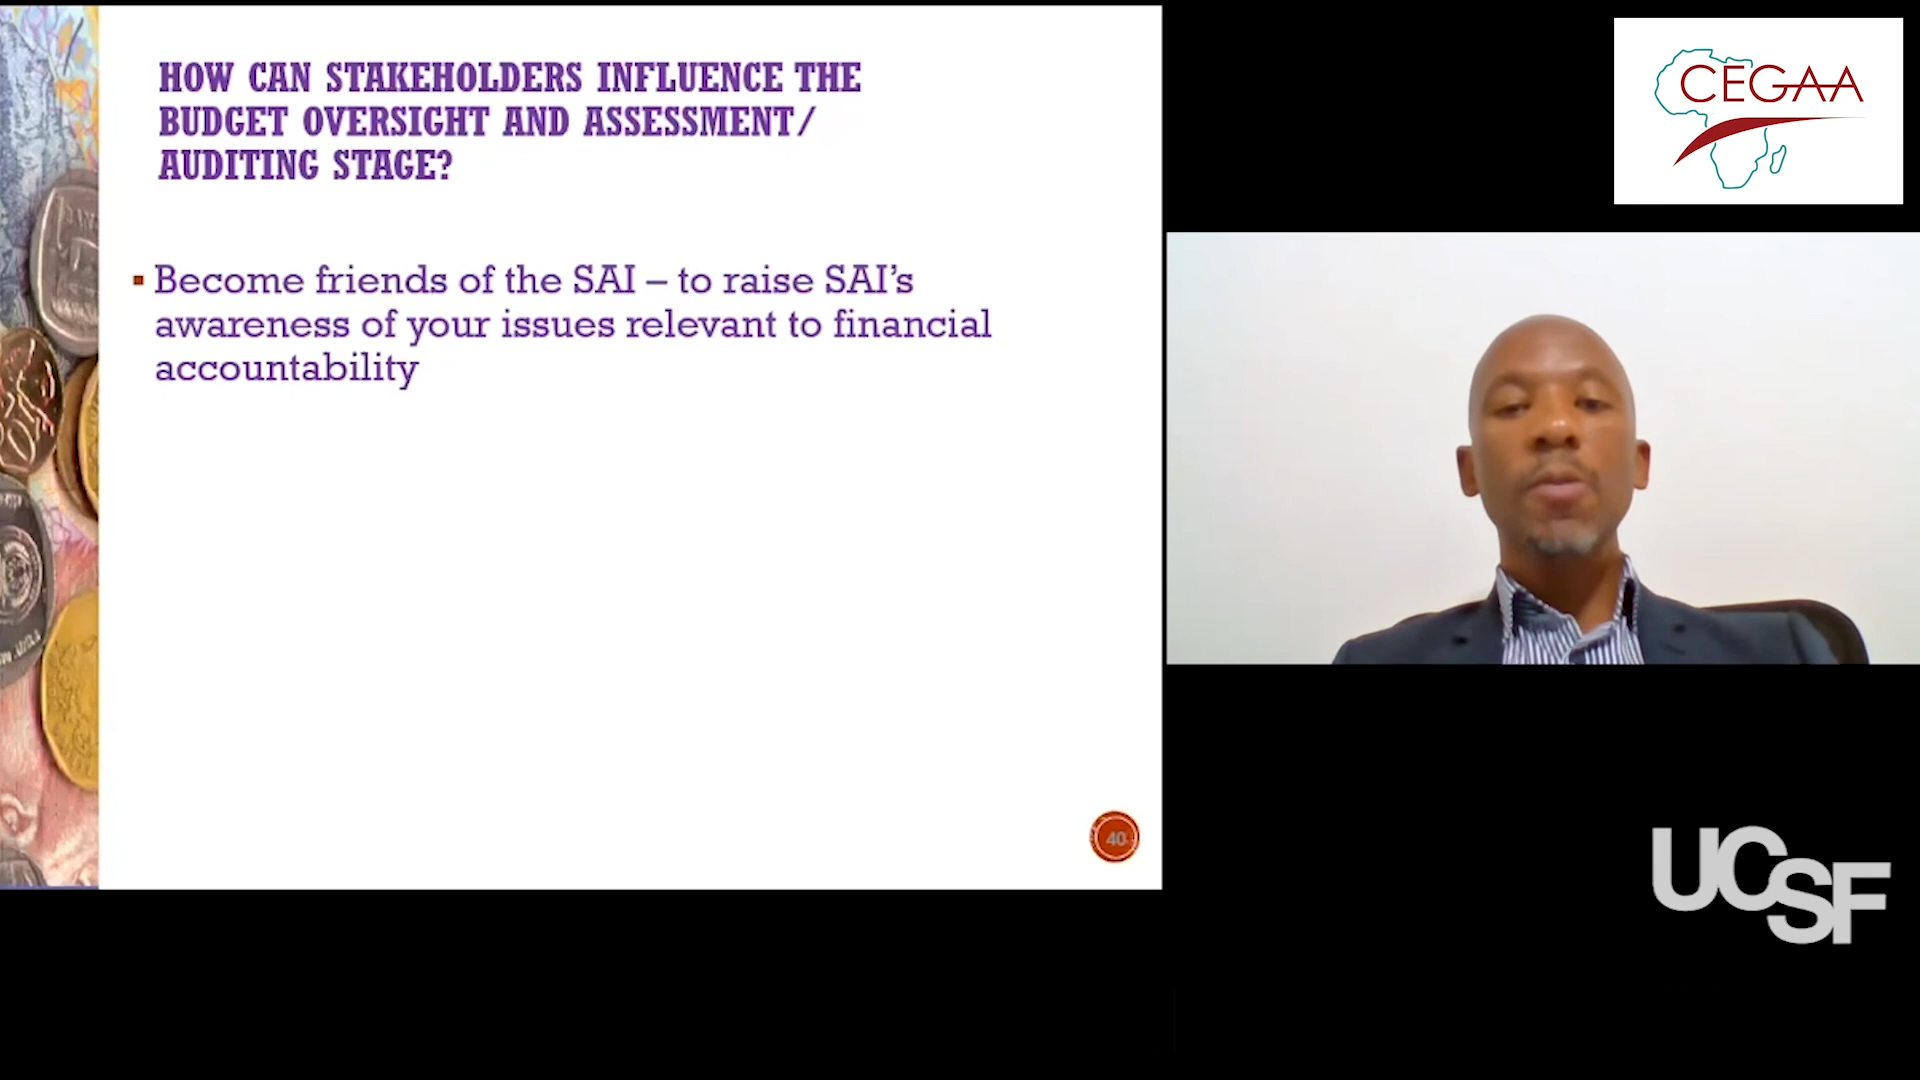 HOW CAN STAKEHOLDERS INFLUENCE THE
BUDGET OVERSIGHT AND ASSESSMENT/
AUDITING STAGE?
▪ Become friends of the SAI – to raise SAI's
awareness of your issues relevant to financial
accountability
40
CEGAA
UCSF